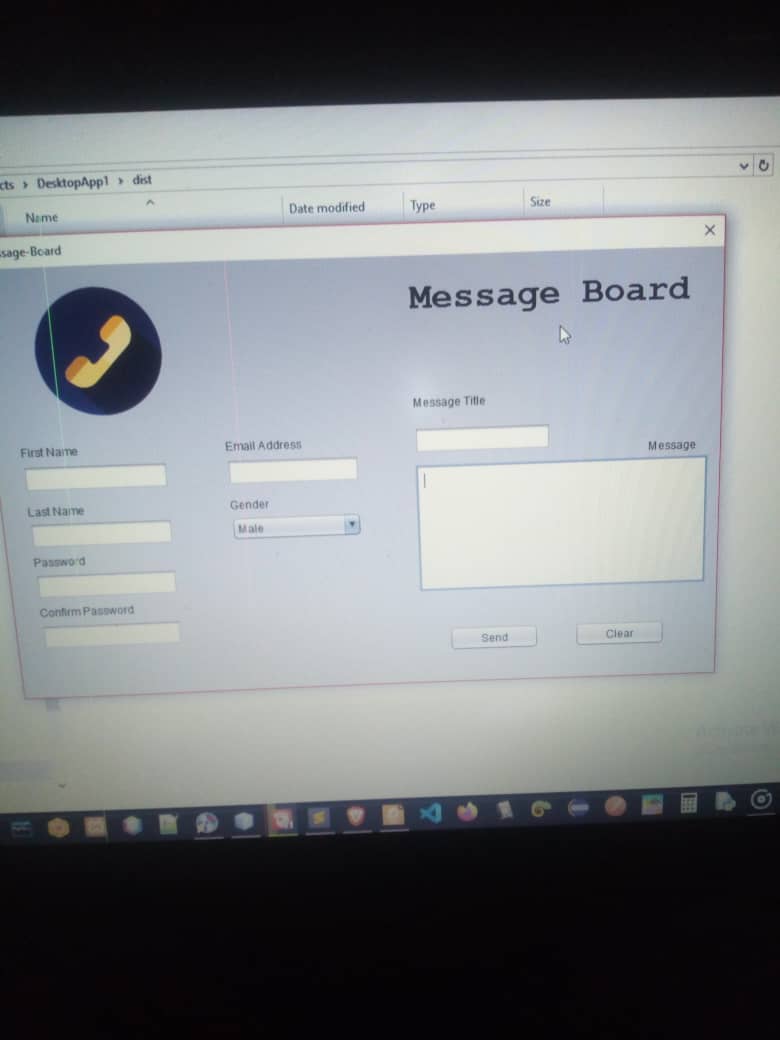 cts > DesktopApp1 > dist
Name
Date modified
Type
Size
sage-Board
Message Board
Message Title
First Name
Email Address
Message
Last Name
Gender
Male
Password
Confirm Password
Send
Clear